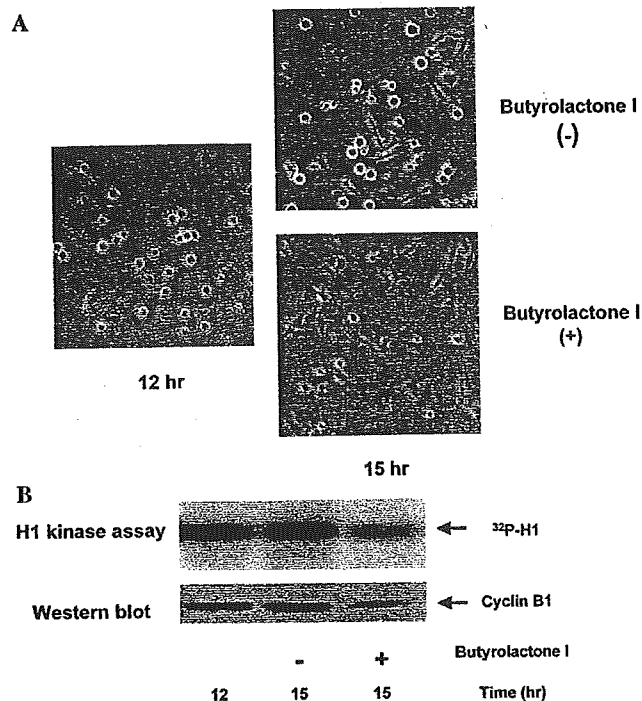 A
Butyrolactone I
(-)
Butyrolactone I
(+)
12 hr
15 hr
B
H1 kinase assay
³²P-H1
Western blot
Cyclin B1
- + Butyrolactone I
12 15 15 Time (hr)